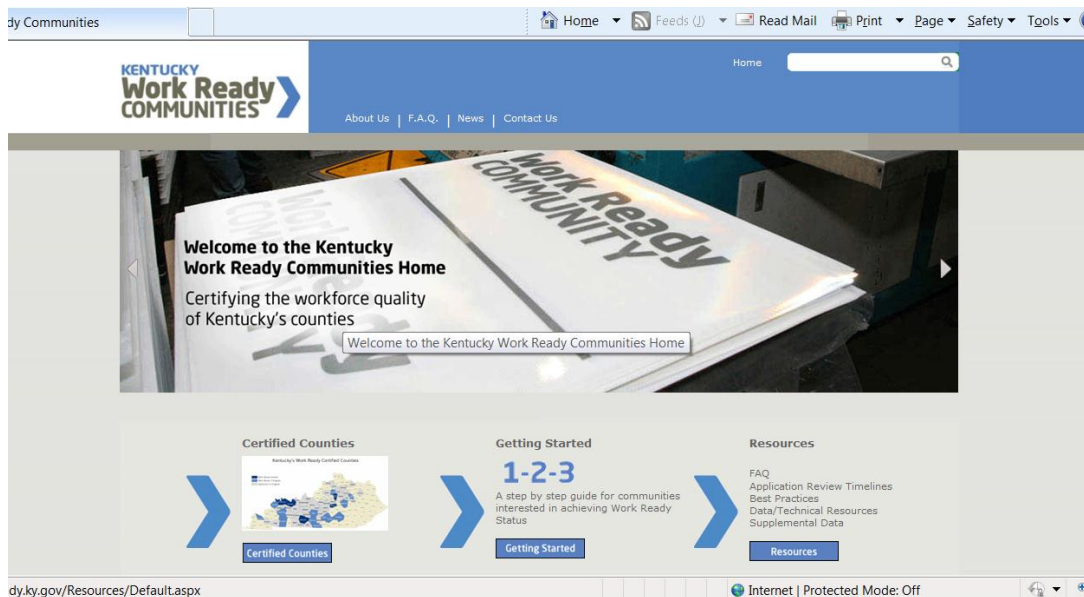 dy Communities
Home
Feeds (J)
Read Mail
Print
Page
Safety
Tools
KENTUCKY
Work Ready
COMMUNITIES
Home
About Us | F.A.Q. | News | Contact Us
Work Ready
COMMUNITY
Welcome to the Kentucky
Work Ready Communities Home
Certifying the workforce quality
of Kentucky's counties
Welcome to the Kentucky Work Ready Communities Home
Certified Counties
Kentucky's Work Ready Certified Counties
Certified Counties
Getting Started
1-2-3
A step by step guide for communities
interested in achieving Work Ready
Status
Getting Started
Resources
FAQ
Application Review Timelines
Best Practices
Data/Technical Resources
Supplemental Data
Resources
dy.ky.gov/Resources/Default.aspx
Internet | Protected Mode: Off